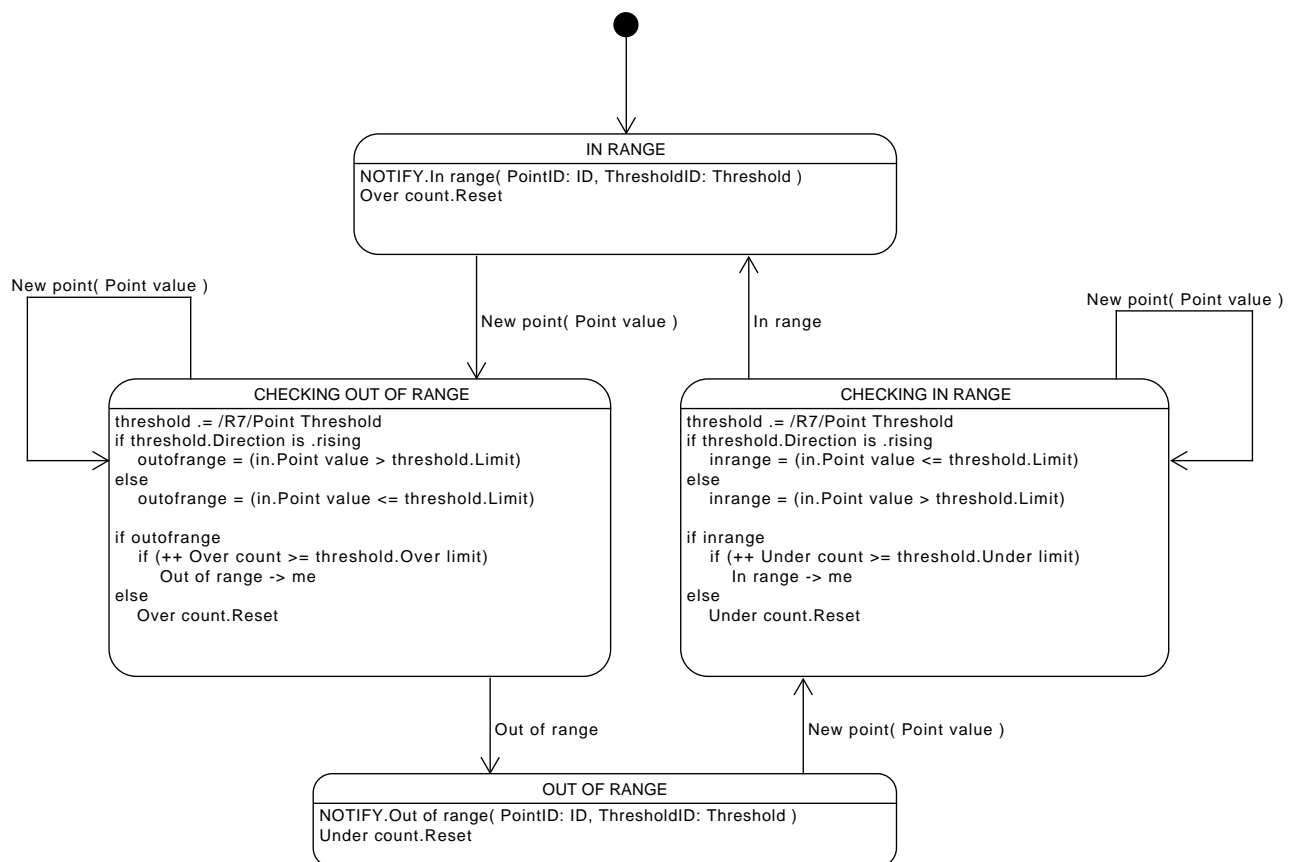 IN RANGE
NOTIFY.In range( PointID: ID, ThresholdID: Threshold )
Over count.Reset
New point( Point value )
New point( Point value )
In range
New point( Point value )
CHECKING OUT OF RANGE
threshold .= /R7/Point Threshold
if threshold.Direction is .rising
outofrange = (in.Point value > threshold.Limit)
else
outofrange = (in.Point value <= threshold.Limit)
if outofrange
if (++ Over count >= threshold.Over limit)
Out of range -> me
else
Over count.Reset
CHECKING IN RANGE
threshold .= /R7/Point Threshold
if threshold.Direction is .rising
inrange = (in.Point value <= threshold.Limit)
else
inrange = (in.Point value > threshold.Limit)
if inrange
if (++ Under count >= threshold.Under limit)
In range -> me
else
Under count.Reset
Out of range
New point( Point value )
OUT OF RANGE
NOTIFY.Out of range( PointID: ID, ThresholdID: Threshold )
Under count.Reset